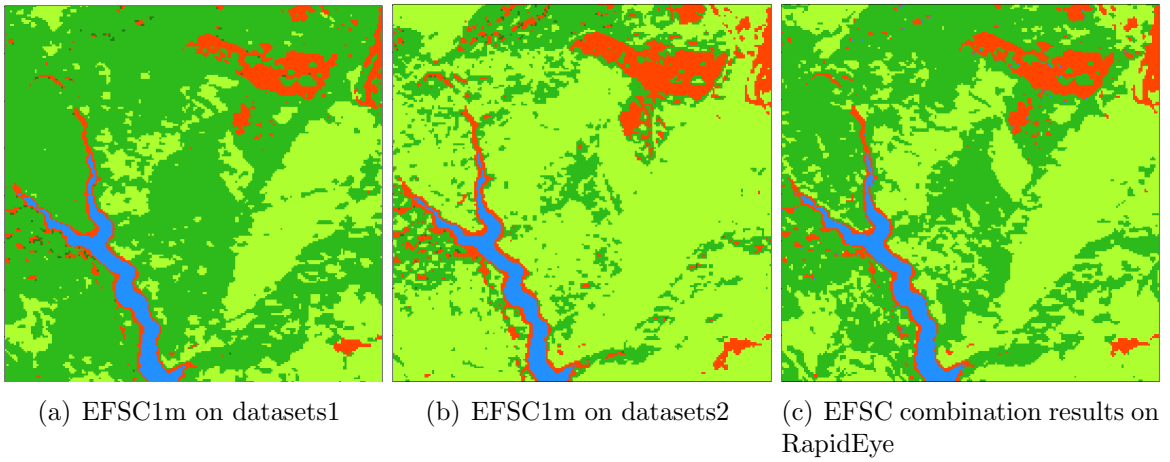 (a) EFSC1m on datasets1
(b) EFSC1m on datasets2
(c) EFSC combination results on
RapidEye